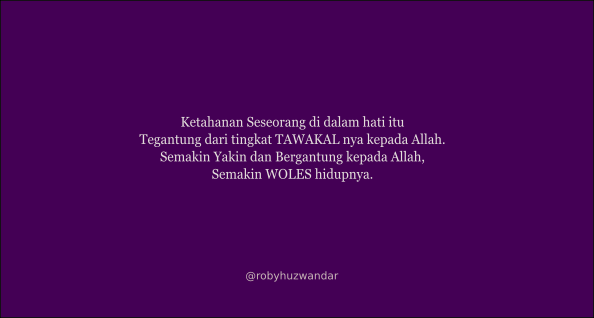 Ketahanan Seseorang di dalam hati itu
Tegantung dari tingkat TAWAKAL nya kepada Allah.
Semakin Yakin dan Bergantung kepada Allah,
Semakin WOLES hidupnya.
@robyhuzwandar